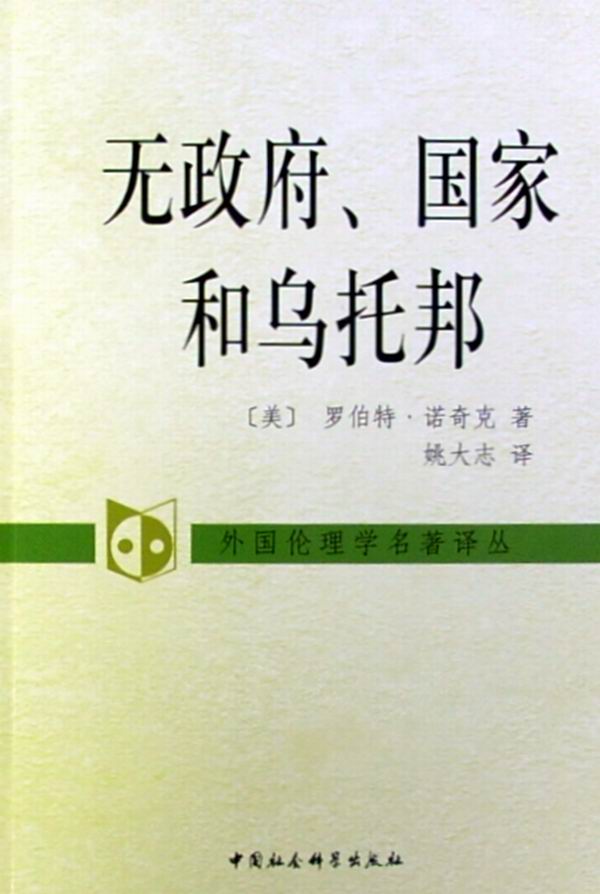 无政府、国家
和乌托邦
〔美〕 罗伯特·诺奇克 著
姚大志 译
外国伦理学名著译丛
中国社会科学出版社